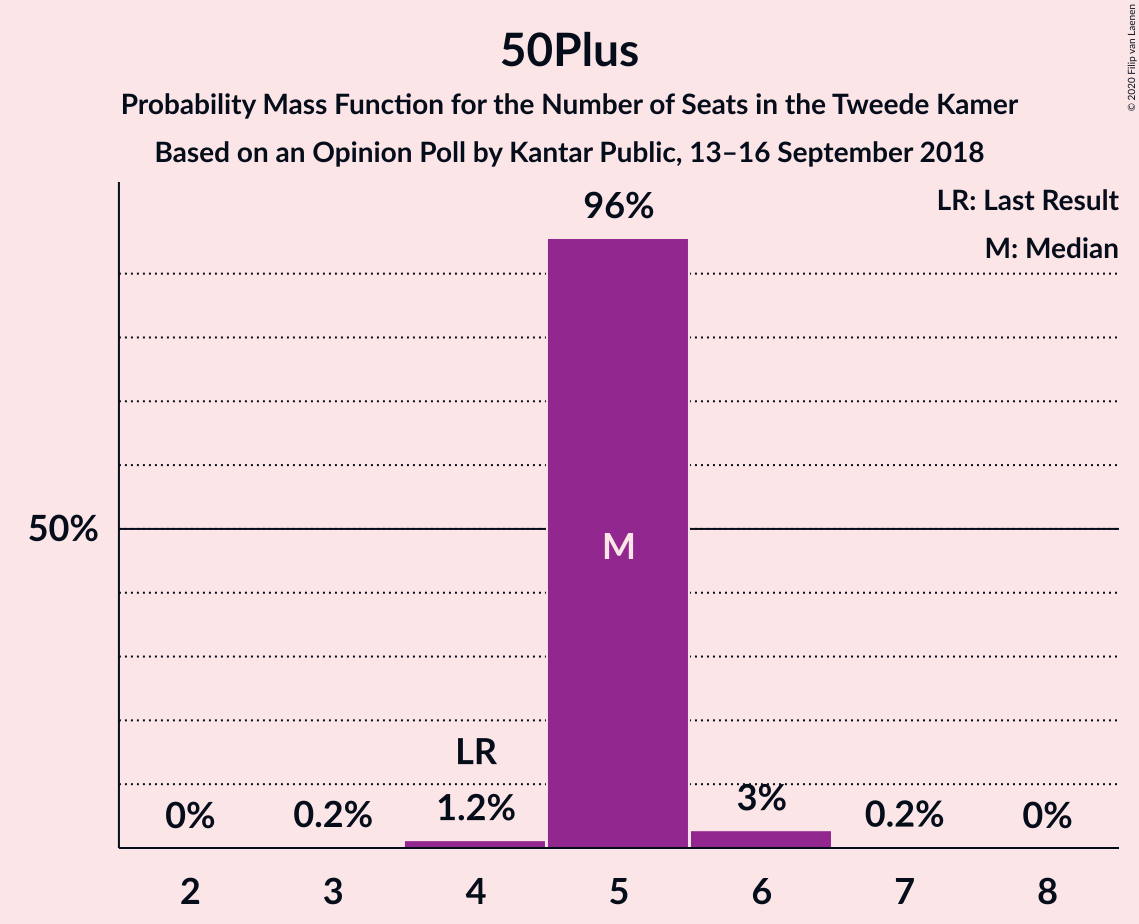 50Plus
Probability Mass Function for the Number of Seats in the Tweede Kamer
Based on an Opinion Poll by Kantar Public, 13–16 September 2018
© 2020 Filip van Laenen
LR: Last Result
M: Median
96%
50%
M
LR
0%
0.2%
1.2%
3%
0.2%
0%
2
3
4
5
6
7
8